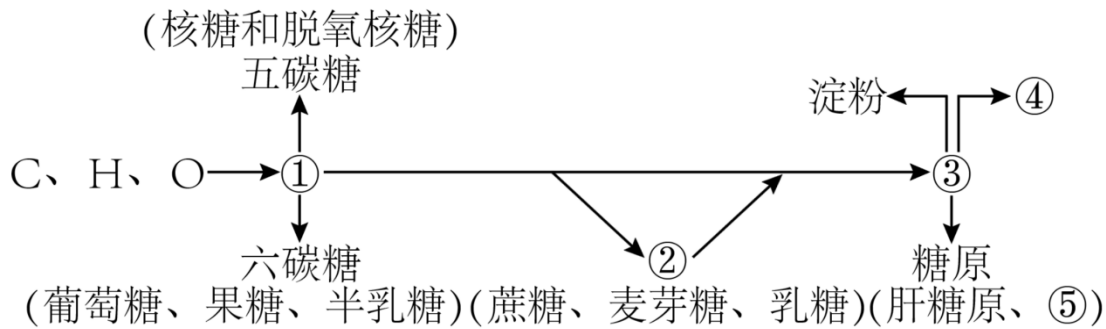 (核糖和脱氧核糖)
五碳糖
淀粉
④
C、H、O
①
③
②
六碳糖
糖原
(葡萄糖、果糖、半乳糖)
(蔗糖、麦芽糖、乳糖)
(肝糖原、⑤)